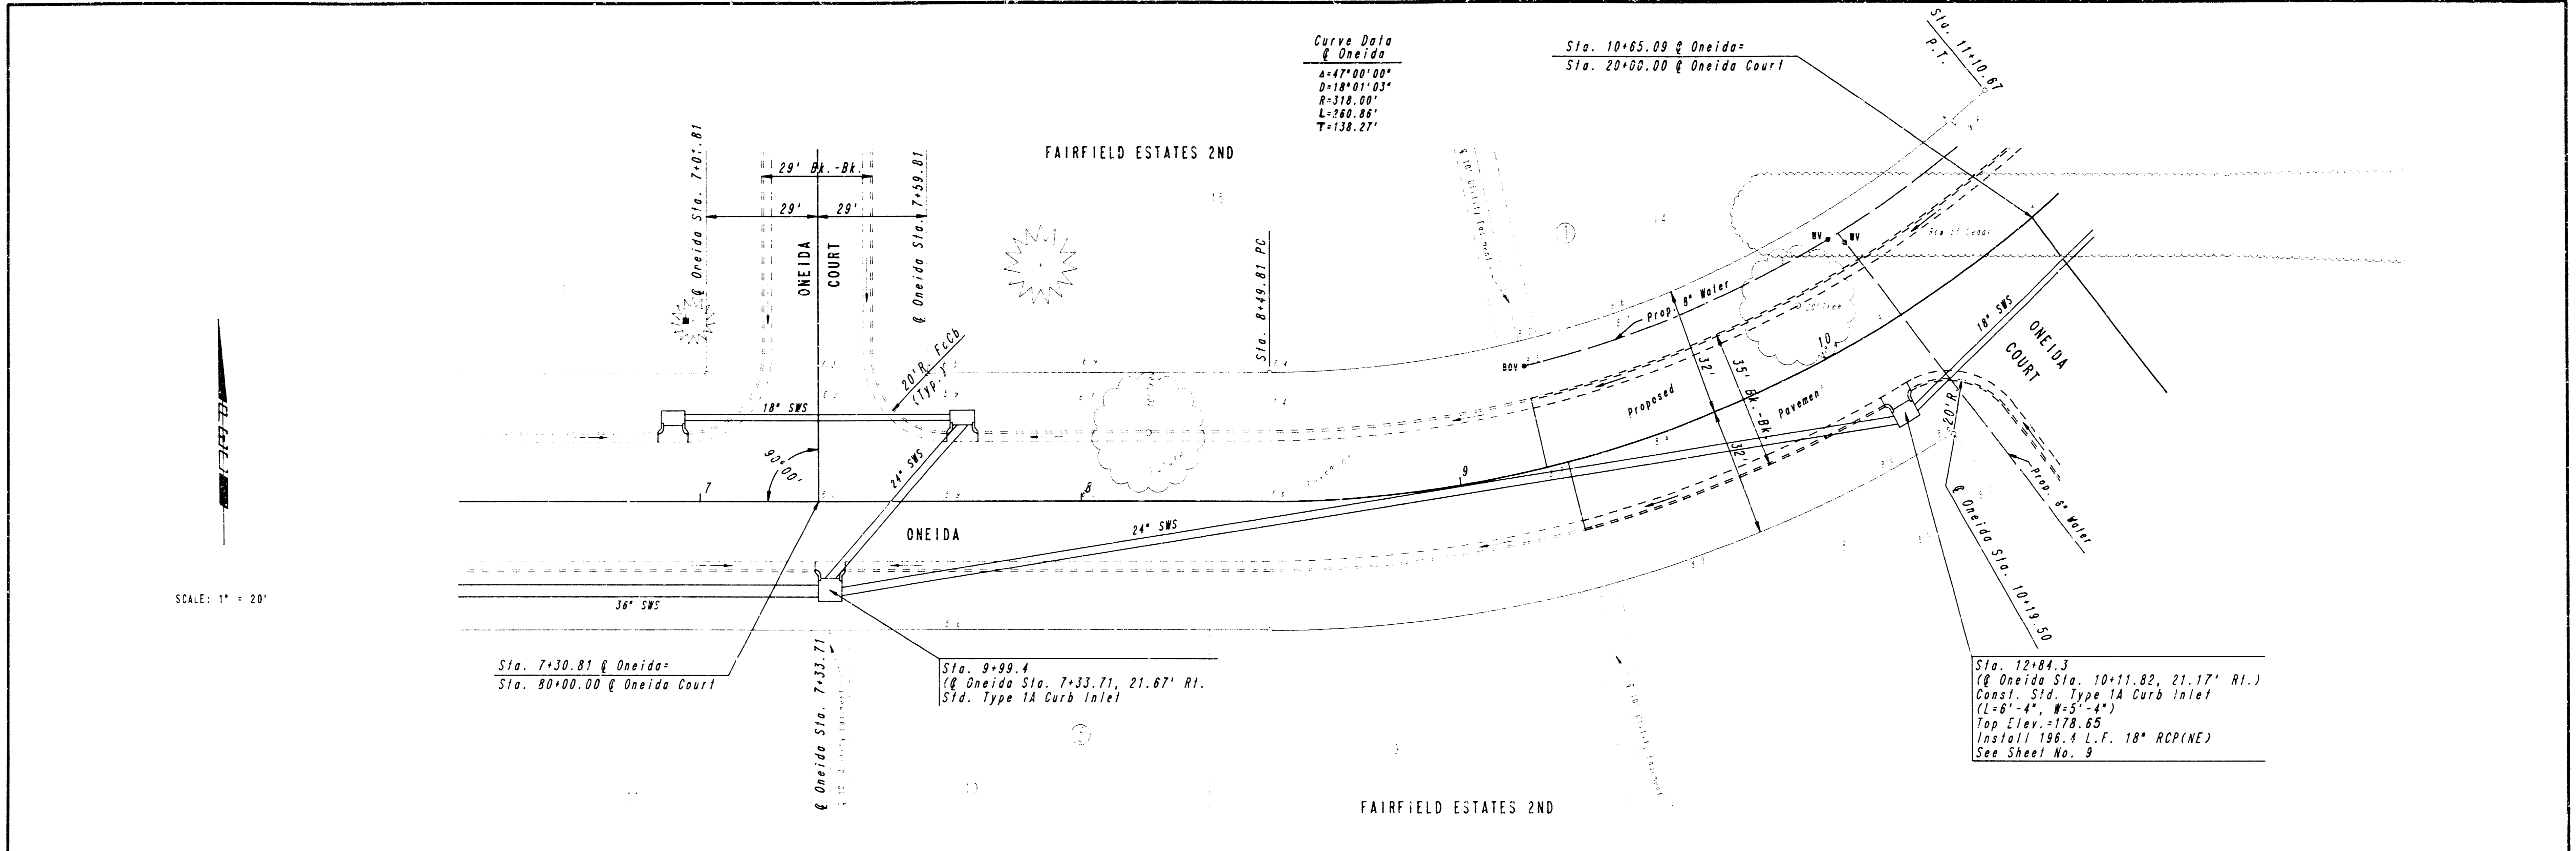 Curve Data
℄ Oneida
Δ=47°00'00"
D=18°01'03"
R=318.00'
L=260.86'
T=138.27'
Sta. 10+65.09 ℄ Oneida=
Sta. 20+00.00 ℄ Oneida Court
Sta. 11+10.67
P.T.
FAIRFIELD ESTATES 2ND
℄ Oneida Sta. 7+01.81
29' Bk.-Bk.
29'
29'
℄ Oneida Sta. 7+59.81
ONEIDA
COURT
Sta. 8+49.81 PC
20' R. FcCb
(Typ.)
18" SWS
24" SWS
90°00'
7
8
9
10
ONEIDA
24" SWS
36" SWS
BOV
Prop.
8" Water
WV
WV
Row of Cedars
32'
35' Bk.-Bk.
32'
Proposed
Pavement
18" SWS
ONEIDA
COURT
20'R
Prop. 8" Water
℄ Oneida Sta. 10+19.50
SCALE: 1" = 20'
Sta. 7+30.81 ℄ Oneida=
Sta. 80+00.00 ℄ Oneida Court
℄ Oneida Sta. 7+33.71
Sta. 9+99.4
(℄ Oneida Sta. 7+33.71, 21.67' Rt.
Std. Type 1A Curb Inlet
Sta. 12+84.3
(℄ Oneida Sta. 10+11.82, 21.17' Rt.)
Const. Std. Type 1A Curb Inlet
(L=6'-4", W=5'-4")
Top Elev.=178.65
Install 196.4 L.F. 18" RCP(NE)
See Sheet No. 9
FAIRFIELD ESTATES 2ND